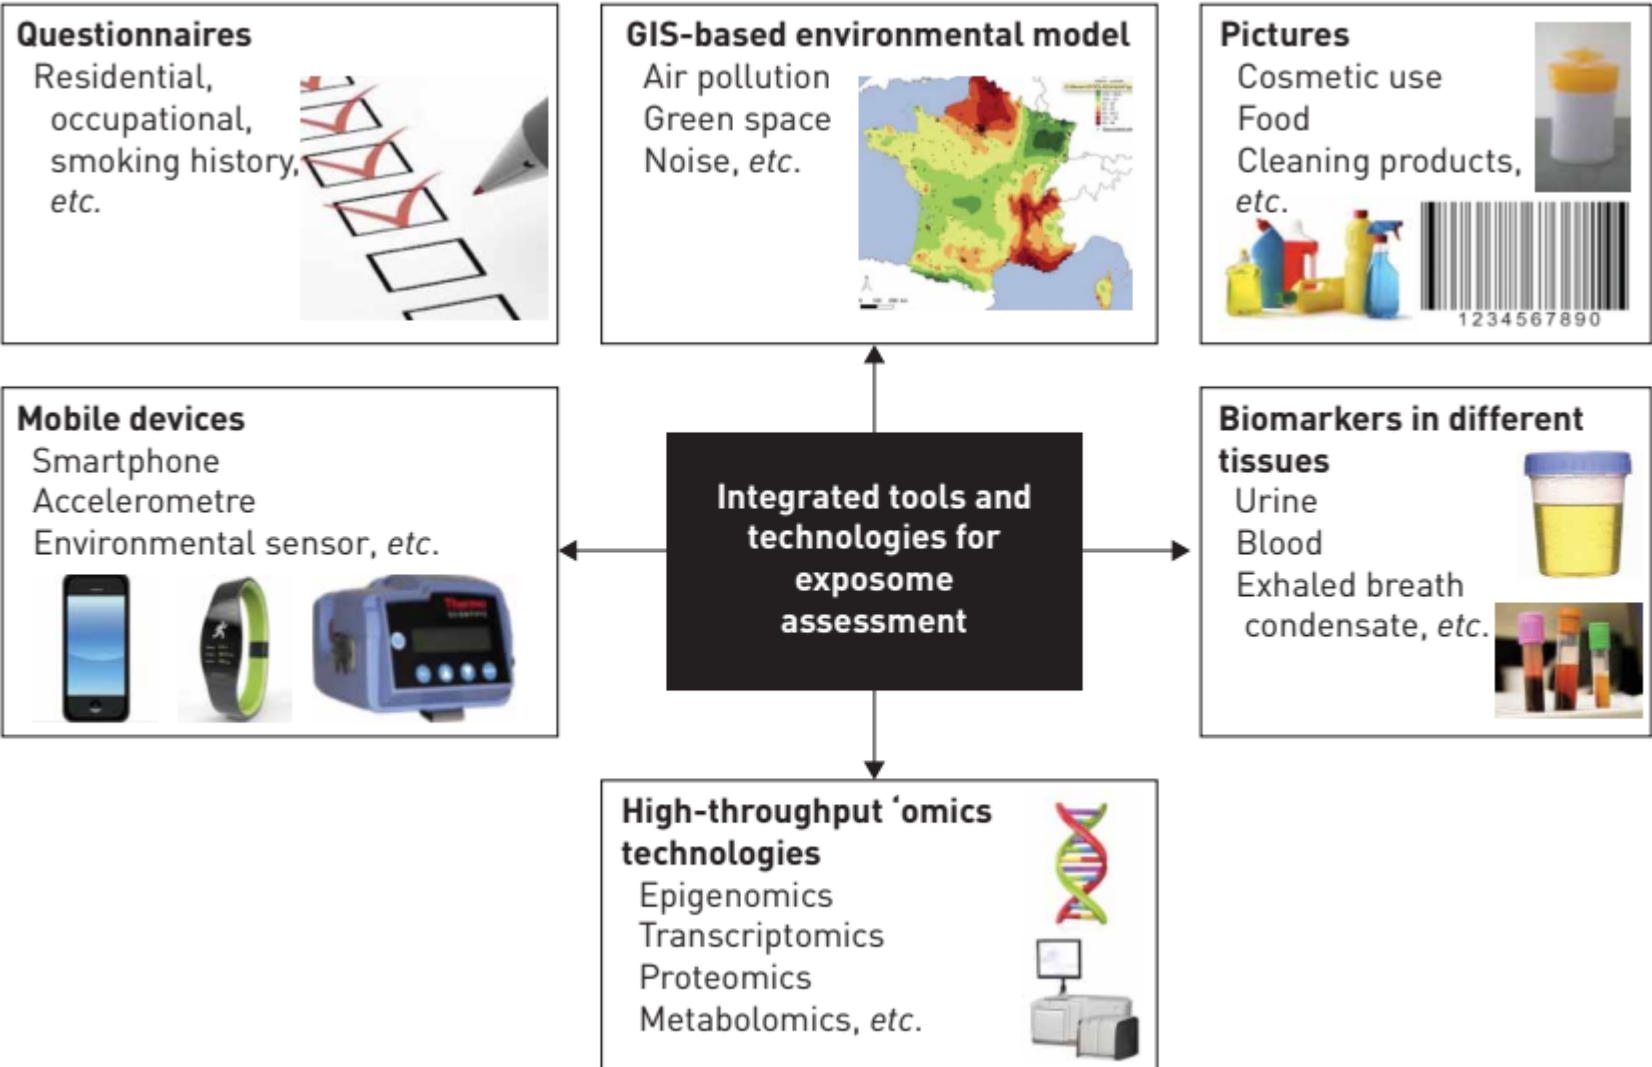 Questionnaires
Residential,
occupational,
smoking history,
etc.
GIS-based environmental model
Air pollution
Green space
Noise, etc.
Pictures
Cosmetic use
Food
Cleaning products,
etc.
1234567890
Mobile devices
Smartphone
Accelerometre
Environmental sensor, etc.
Thermo
SCIENTIFIC
Integrated tools and
technologies for
exposome
assessment
Biomarkers in different
tissues
Urine
Blood
Exhaled breath
condensate, etc.
High-throughput ‘omics
technologies
Epigenomics
Transcriptomics
Proteomics
Metabolomics, etc.